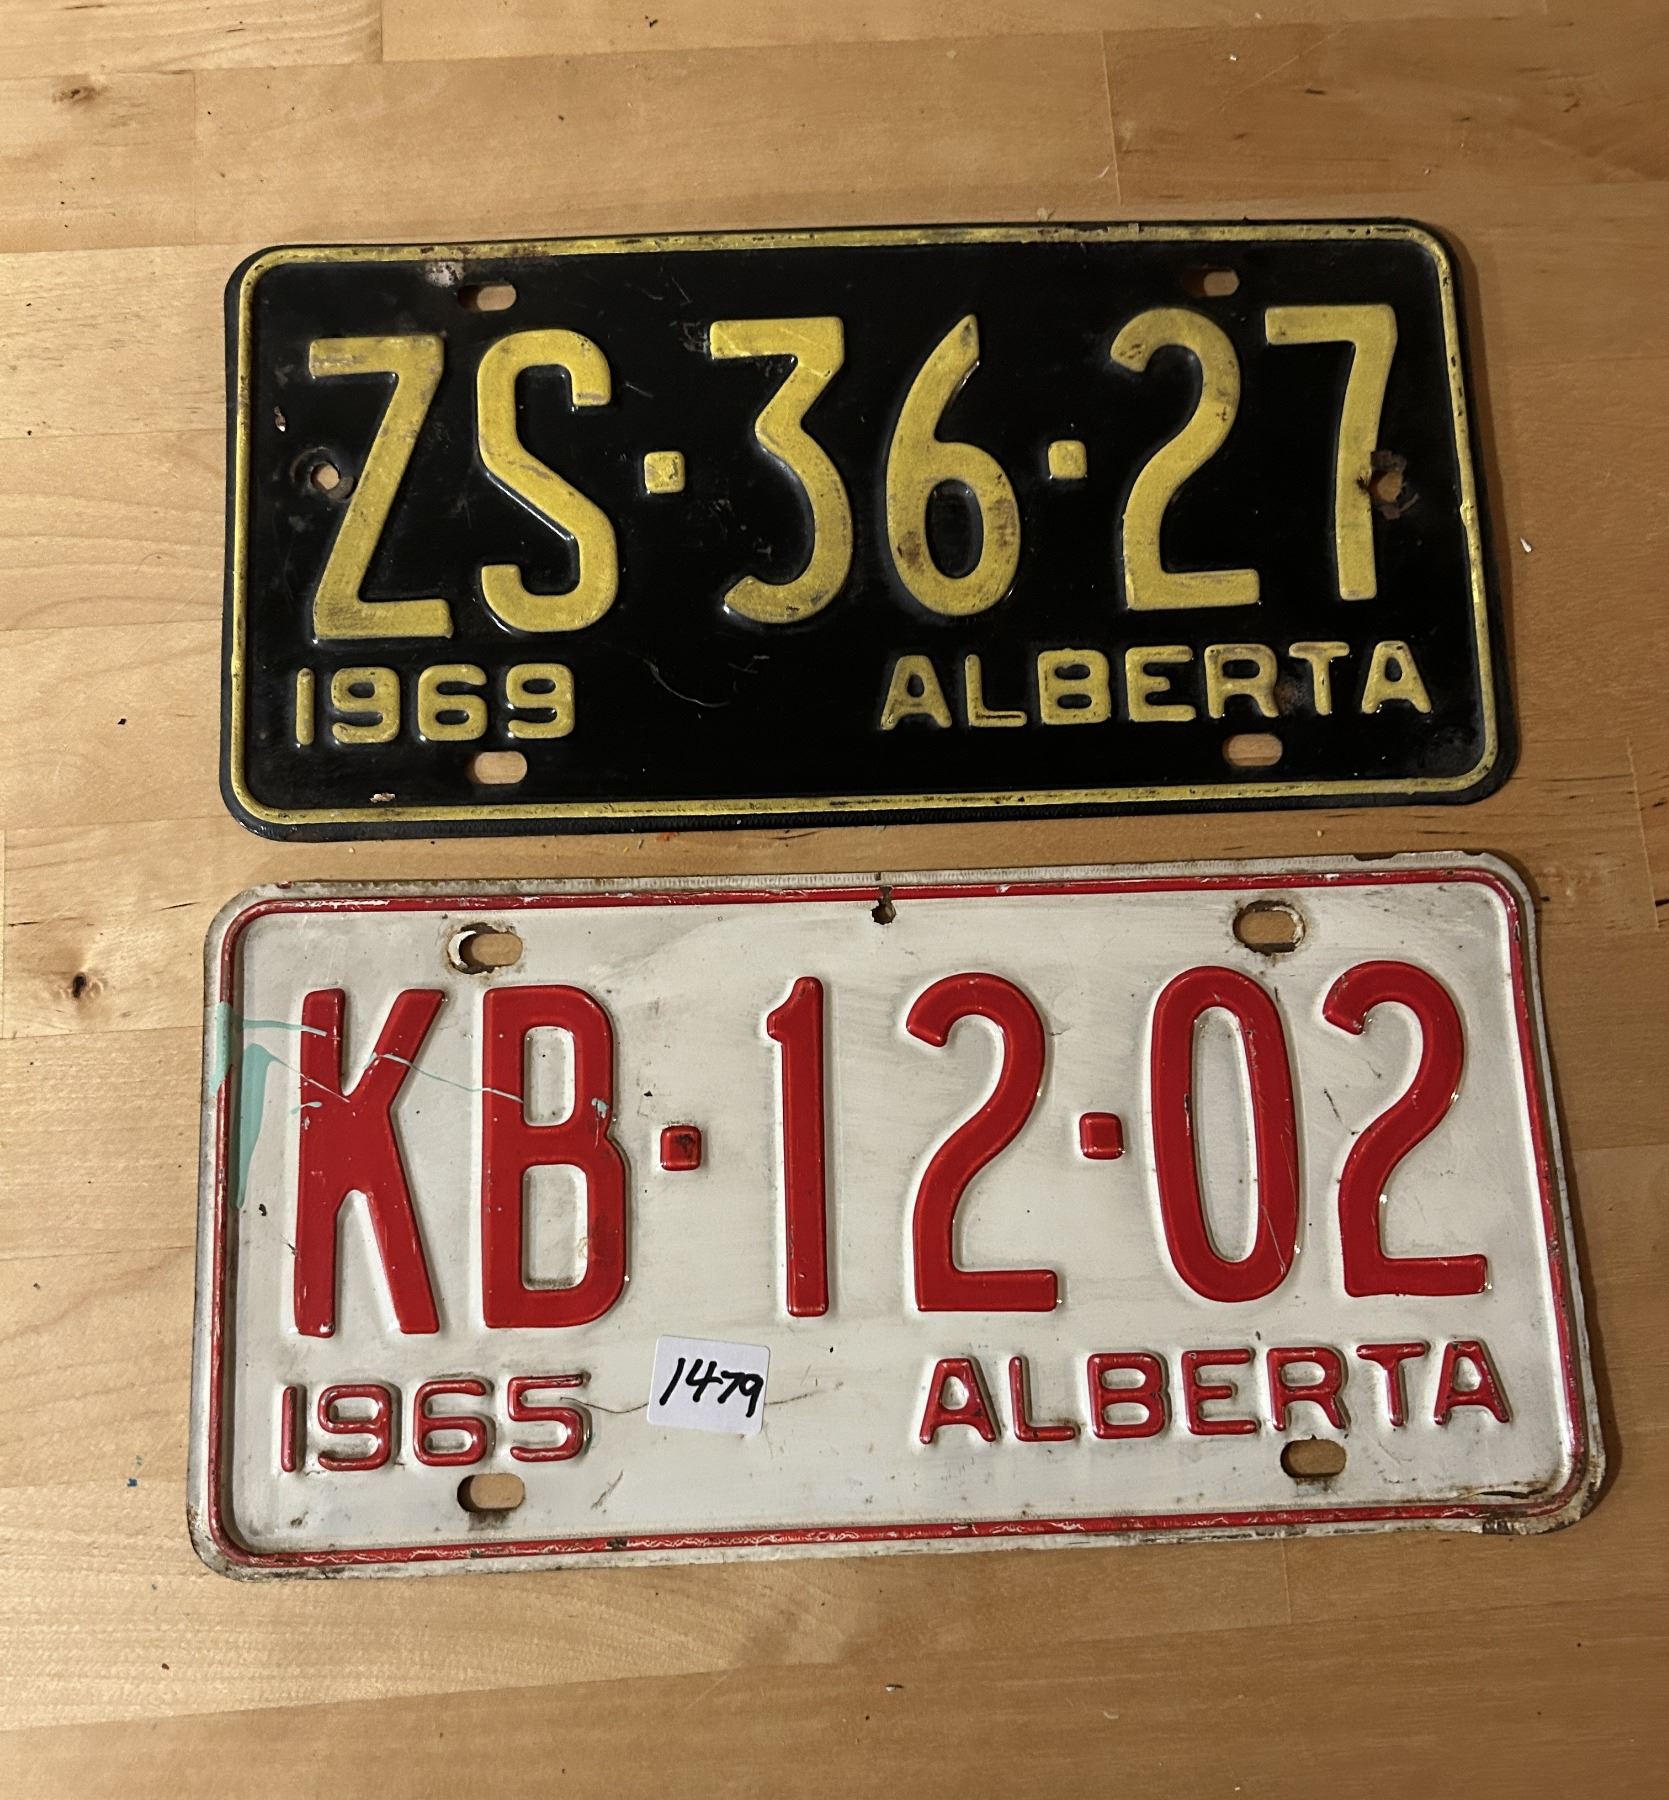 ZS·36·27
1969 ALBERTA
KB·12·02
1965 1479 ALBERTA